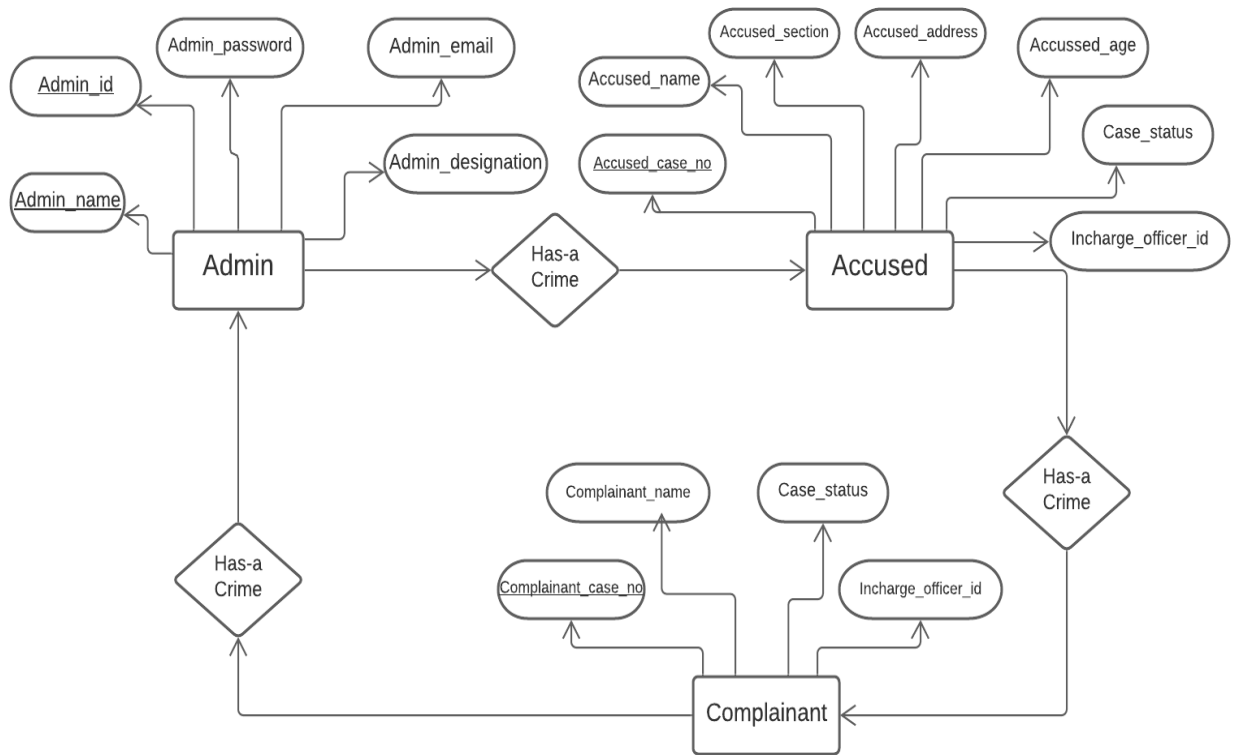 Admin_password
Admin_email
Admin_id
Admin_designation
Admin_name
Admin
Has-a
Crime
Accused_section
Accused_address
Accussed_age
Accused_name
Case_status
Accused_case_no
Incharge_officer_id
Accused
Has-a
Crime
Complainant_name
Case_status
Complainant_case_no
Incharge_officer_id
Complainant
Has-a
Crime